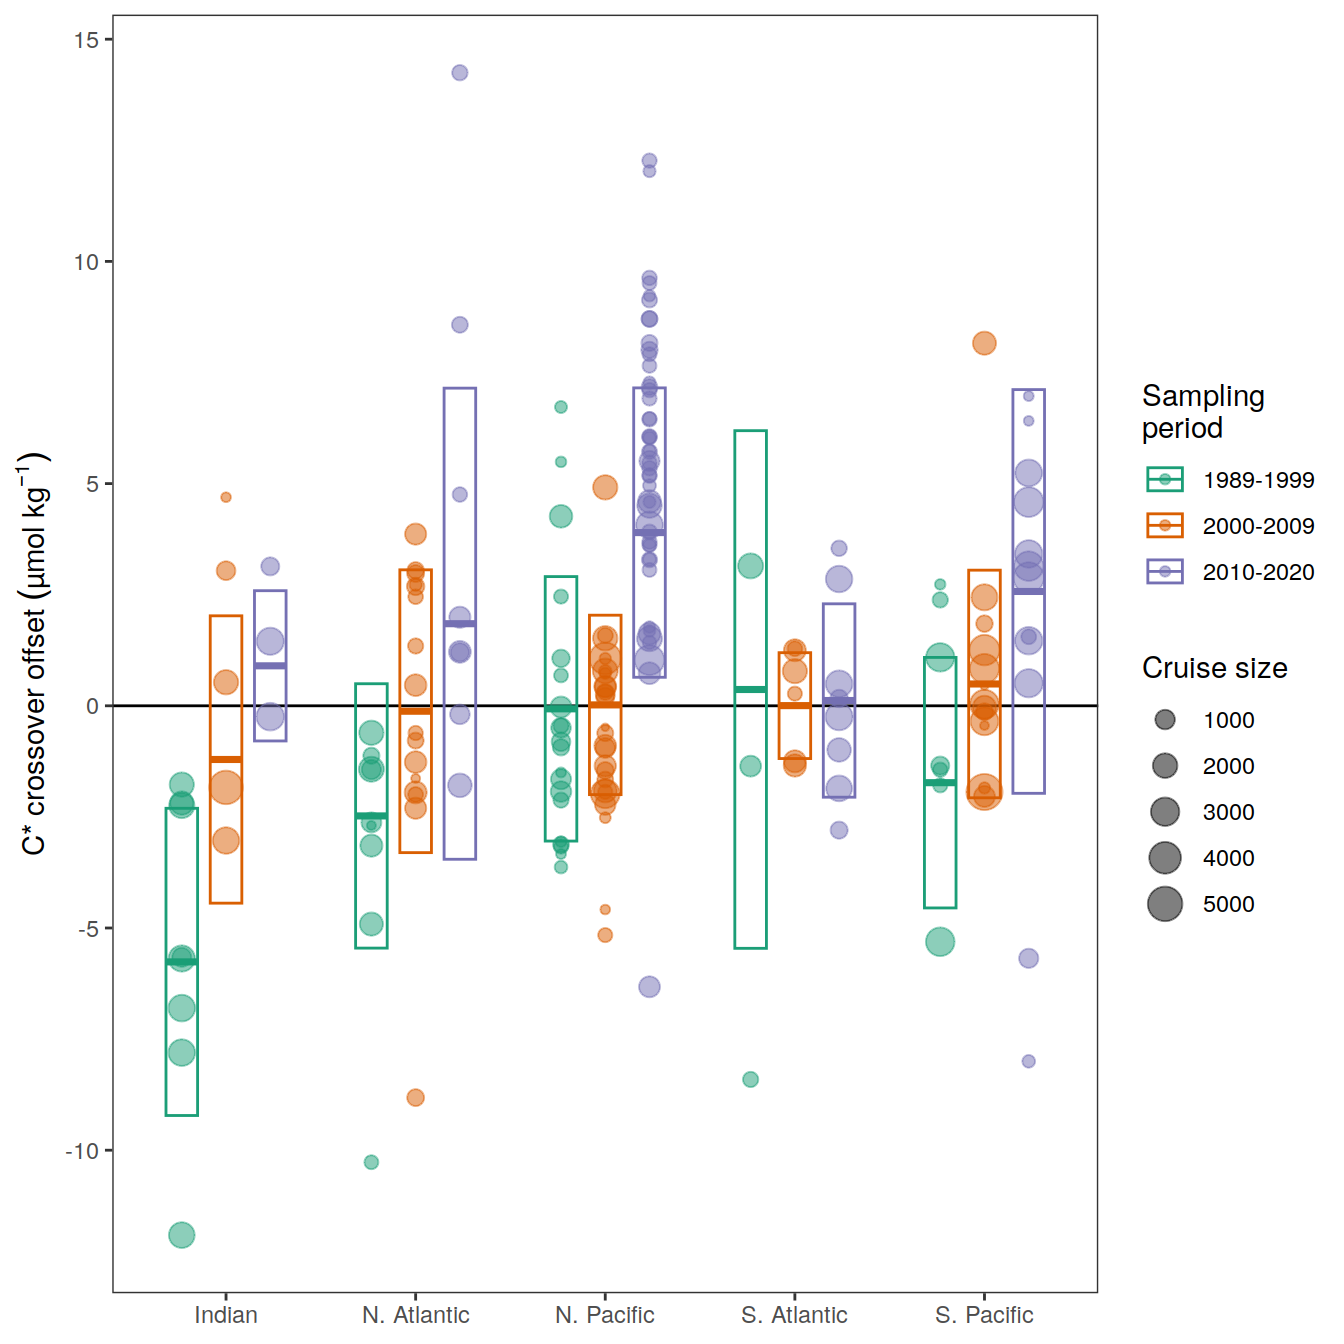 15
10
5
0
-5
-10
C* crossover offset (µmol kg⁻¹)
Indian
N. Atlantic
N. Pacific
S. Atlantic
S. Pacific
Sampling
period
1989-1999
2000-2009
2010-2020
Cruise size
1000
2000
3000
4000
5000